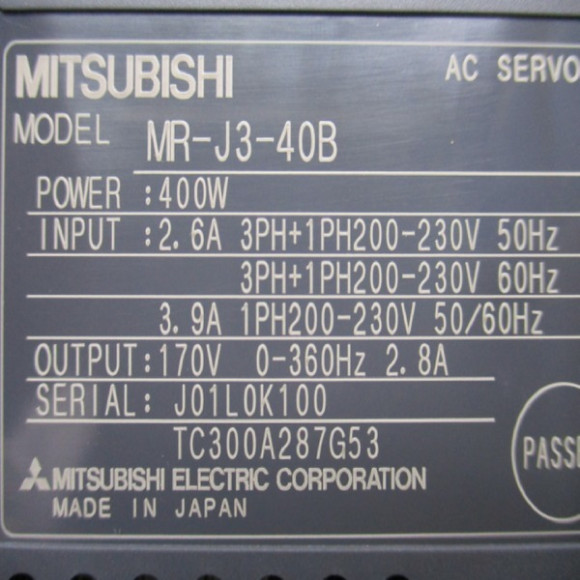 MITSUBISHI AC SERVO
MODEL MR-J3-40B
POWER :400W
INPUT :2.6A 3PH+1PH200-230V 50Hz
3PH+1PH200-230V 60Hz
3.9A 1PH200-230V 50/60Hz
OUTPUT:170V 0-360Hz 2.8A
SERIAL: J01L0K100
TC300A287G53
PASS
MITSUBISHI ELECTRIC CORPORATION
MADE IN JAPAN